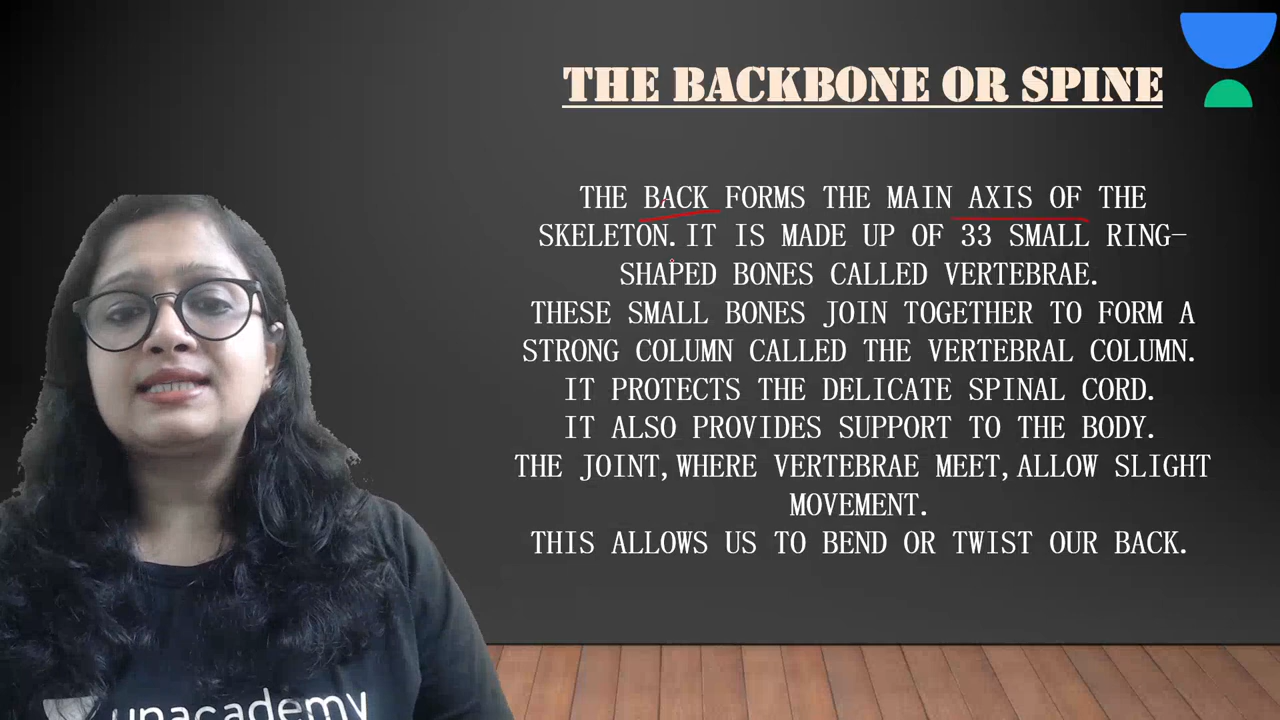 THE BACKBONE OR SPINE
THE BACK FORMS THE MAIN AXIS OF THE
SKELETON. IT IS MADE UP OF 33 SMALL RING-
SHAPED BONES CALLED VERTEBRAE.
THESE SMALL BONES JOIN TOGETHER TO FORM A
STRONG COLUMN CALLED THE VERTEBRAL COLUMN.
IT PROTECTS THE DELICATE SPINAL CORD.
IT ALSO PROVIDES SUPPORT TO THE BODY.
THE JOINT, WHERE VERTEBRAE MEET, ALLOW SLIGHT
MOVEMENT.
THIS ALLOWS US TO BEND OR TWIST OUR BACK.
unacademy